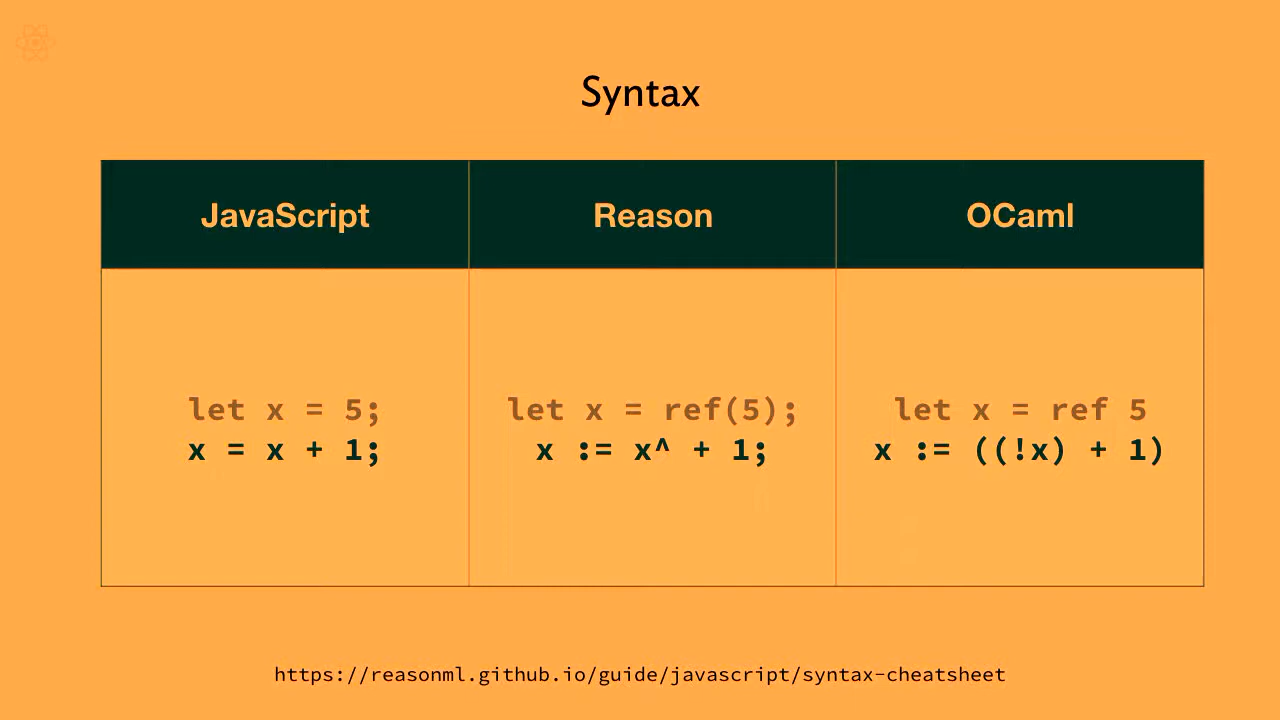 Syntax
JavaScript
Reason
OCaml
let x = 5;
x = x + 1;
let x = ref(5);
x := x^ + 1;
let x = ref 5
x := ((!x) + 1)
https://reasonml.github.io/guide/javascript/syntax-cheatsheet